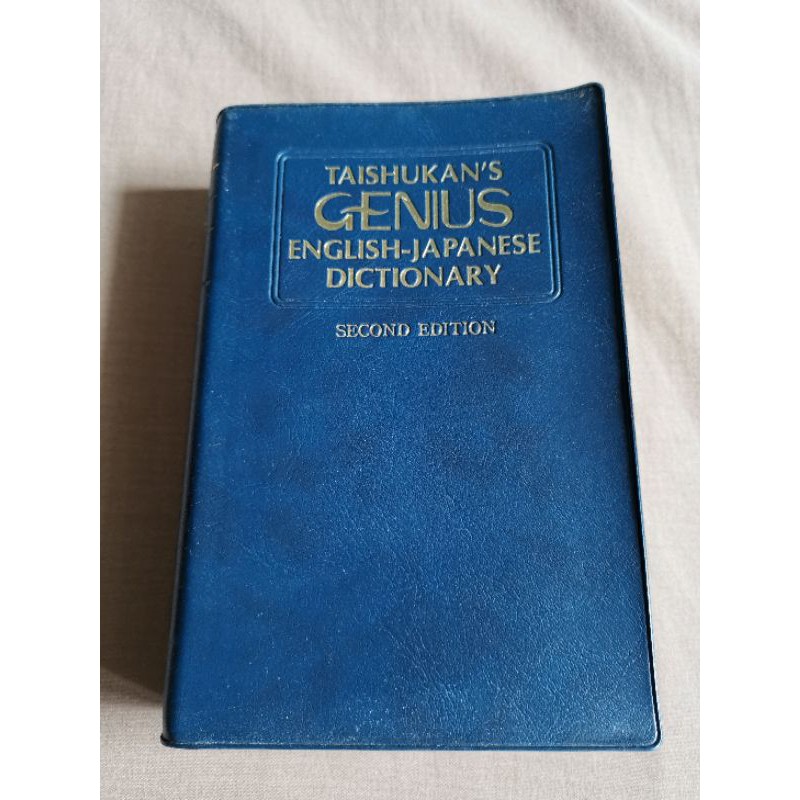 TAISHUKAN'S
GENIUS
ENGLISH-JAPANESE
DICTIONARY
SECOND EDITION